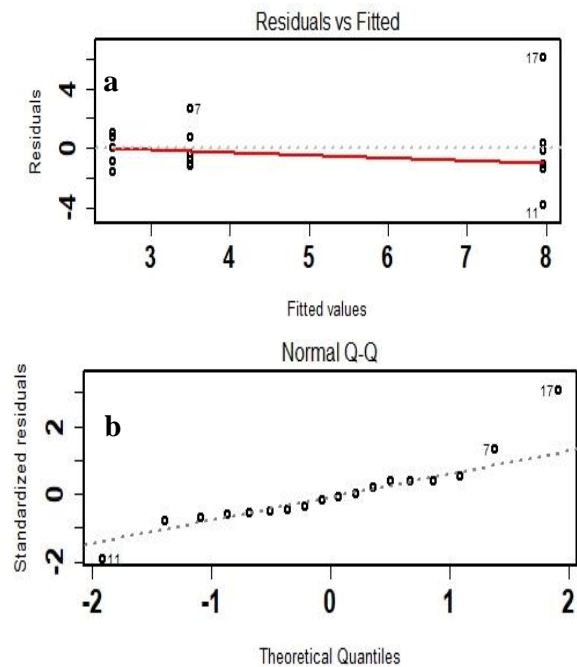 Residuals vs Fitted
a
Residuals
4
0
-4
7
17
11
3 4 5 6 7 8
Fitted values
Normal Q-Q
b
Standardized residuals
2
0
-2
17
7
11
-2 -1 0 1 2
Theoretical Quantiles